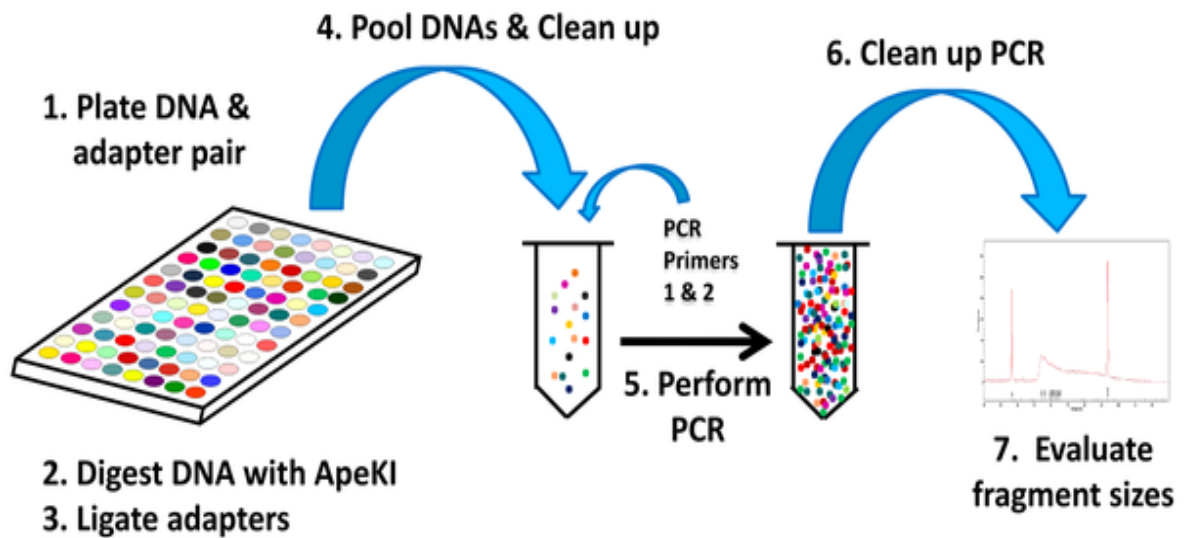 4. Pool DNAs & Clean up
6. Clean up PCR
1. Plate DNA &
adapter pair
PCR
Primers
1 & 2
5. Perform
PCR
7. Evaluate
fragment sizes
2. Digest DNA with ApeKI
3. Ligate adapters